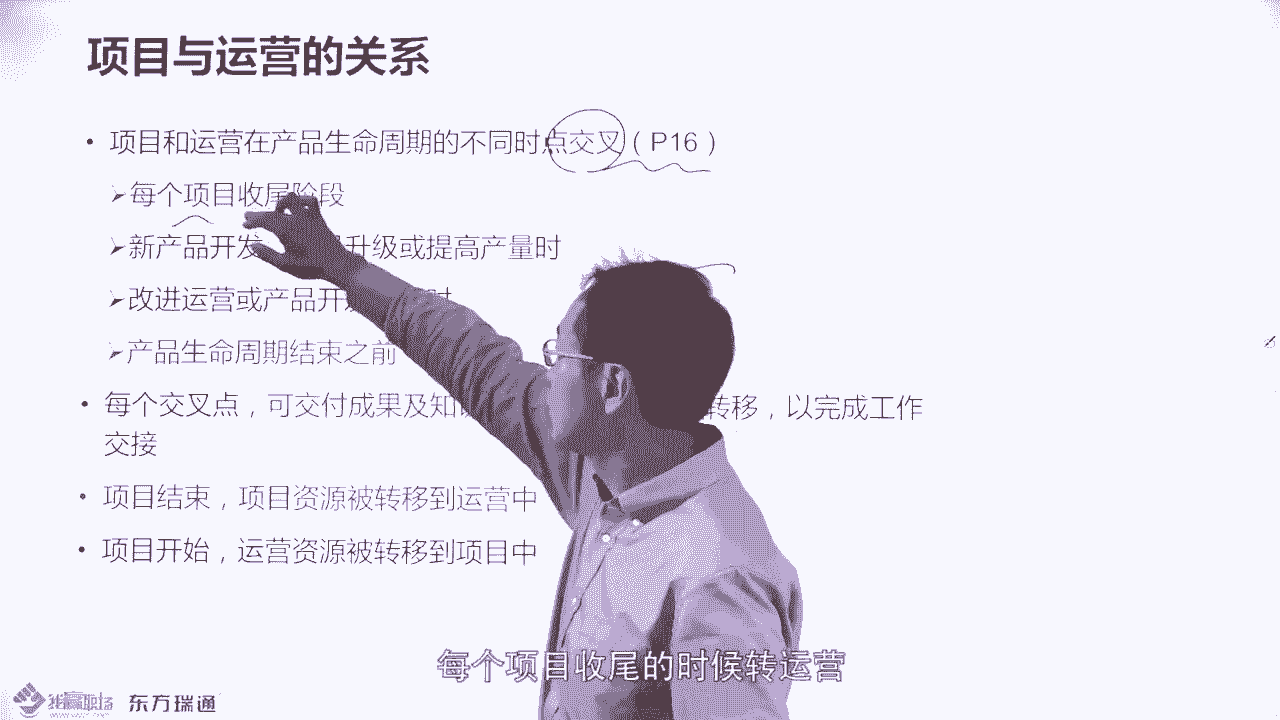 项目与运营的关系
• 项目和运营在产品生命周期的不同时点交叉（P16）
➢每个项目收尾阶段
➢新产品开发 升级或提高产量时
➢改进运营或产品开 时
➢产品生命周期结束之前
• 每个交叉点，可交付成果及知 转移，以完成工作
交接
• 项目结束，项目资源被转移到运营中
• 项目开始，运营资源被转移到项目中
每个项目收尾的时候转运营
东方瑞通